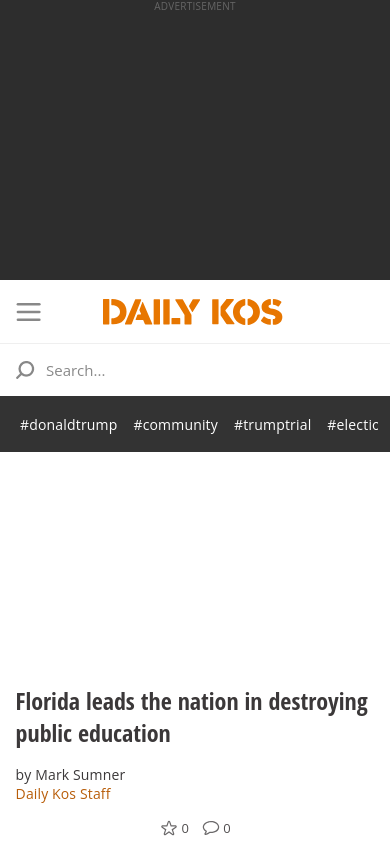 ADVERTISEMENT
DAILY KOS
Search...
#donaldtrump #community #trumptrial #electic
Florida leads the nation in destroying
public education
by Mark Sumner
Daily Kos Staff
0 0